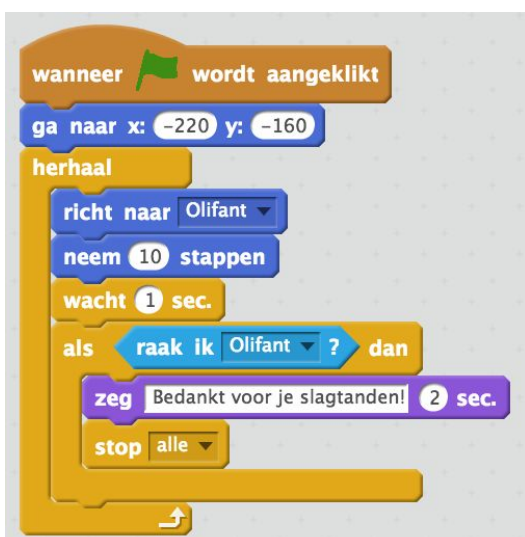 wanneer wordt aangeklikt
ga naar x: -220 y: -160
herhaal
richt naar Olifant
neem 10 stappen
wacht 1 sec.
als raak ik Olifant ? dan
zeg Bedankt voor je slagtanden! 2 sec.
stop alle